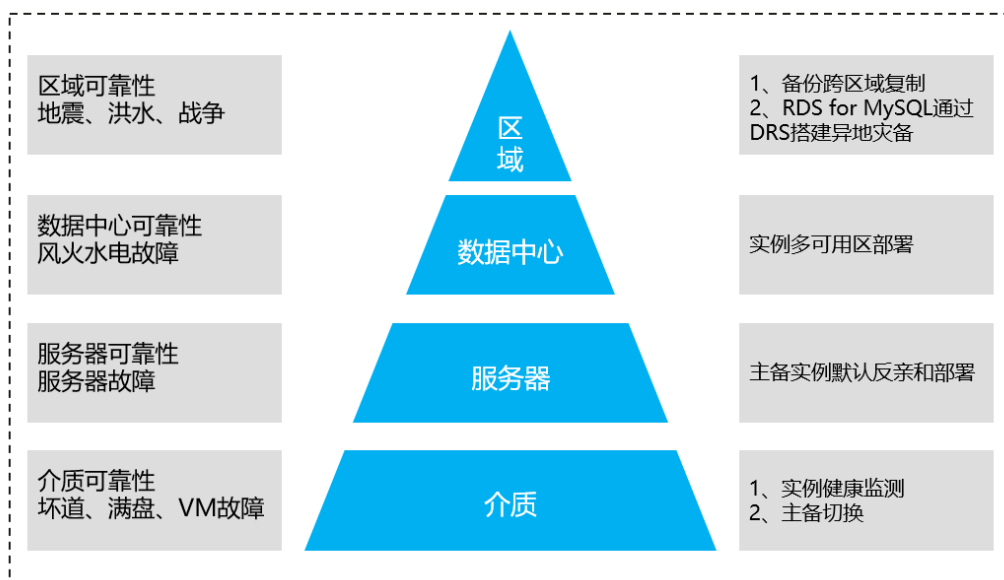 区域可靠性
地震、洪水、战争
区
域
1、备份跨区域复制
2、RDS for MySQL通过
DRS搭建异地灾备
数据中心可靠性
风火水电故障
数据中心
实例多可用区部署
服务器可靠性
服务器故障
服务器
主备实例默认反亲和部署
介质可靠性
坏道、满盘、VM故障
介质
1、实例健康监测
2、主备切换